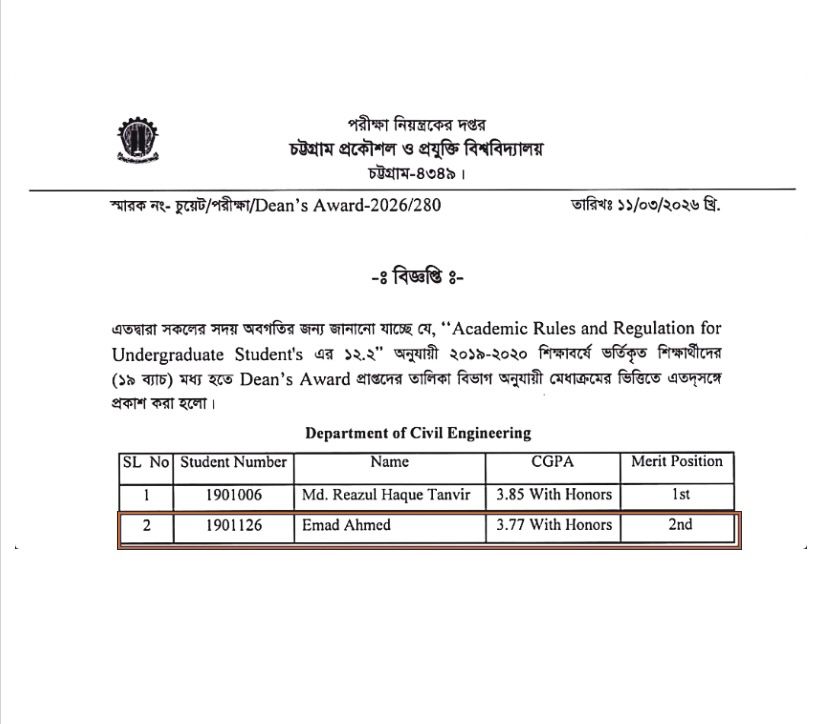 পরীক্ষা নিয়ন্ত্রকের দপ্তর
চট্টগ্রাম প্রকৌশল ও প্রযুক্তি বিশ্ববিদ্যালয়
চট্টগ্রাম-৪৩৪৯।
স্মারক নং- চুয়েট/পরীক্ষা/Dean's Award-2026/280 তারিখঃ ১১/০৩/২০২৬ খ্রি.
-ঃ বিজ্ঞপ্তি ঃ-
এতদ্বারা সকলের সদয় অবগতির জন্য জানানো যাচ্ছে যে, "Academic Rules and Regulation for
Undergraduate Student's এর ১২.২" অনুযায়ী ২০১৯-২০২০ শিক্ষাবর্ষে ভর্তিকৃত শিক্ষার্থীদের
(১৯ ব্যাচ) মধ্য হতে Dean's Award প্রাপ্তদের তালিকা বিভাগ অনুযায়ী মেধাক্রমের ভিত্তিতে এতদ্‌সঙ্গে
প্রকাশ করা হলো।
Department of Civil Engineering
SL No Student Number Name CGPA Merit Position
1 1901006 Md. Reazul Haque Tanvir 3.85 With Honors 1st
2 1901126 Emad Ahmed 3.77 With Honors 2nd